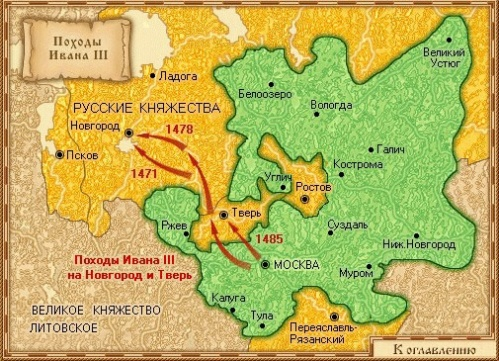 Походы
Ивана III
Великий
Устюг
Ладога
Белоозеро
Вологда
РУССКИЕ КНЯЖЕСТВА
Новгород
1478
Псков
Галич
Кострома
1471
Углич
Ростов
Тверь
Ржев
Суздаль
1485
Ниж.Новгород
Походы Ивана III
на Новгород и Тверь
МОСКВА
Муром
ВЕЛИКОЕ КНЯЖЕСТВО
ЛИТОВСКОЕ
Калуга
Тула
Переяславль-
Рязанский
К оглавлению